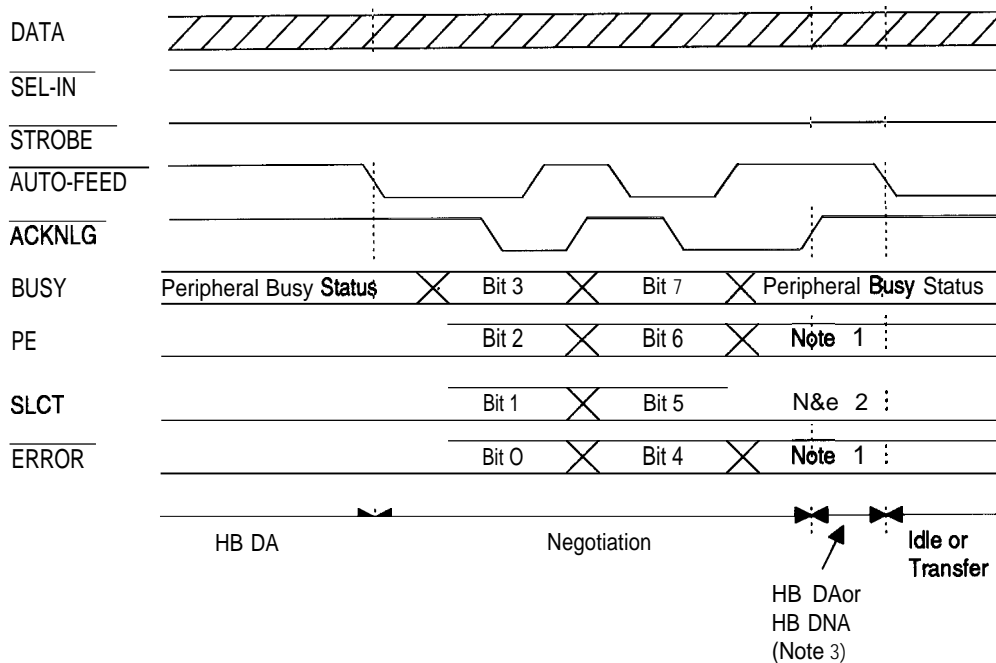 DATA
SEL-IN
STROBE
AUTO-FEED
ACKNLG
BUSY Peripheral Busy Status Bit 3 Bit 7 Peripheral Busy Status
PE Bit 2 Bit 6 Note 1
SLCT Bit 1 Bit 5 N&e 2
ERROR Bit O Bit 4 Note 1
HB DA Negotiation Idle or
Transfer
HB DAor
HB DNA
(Note 3)